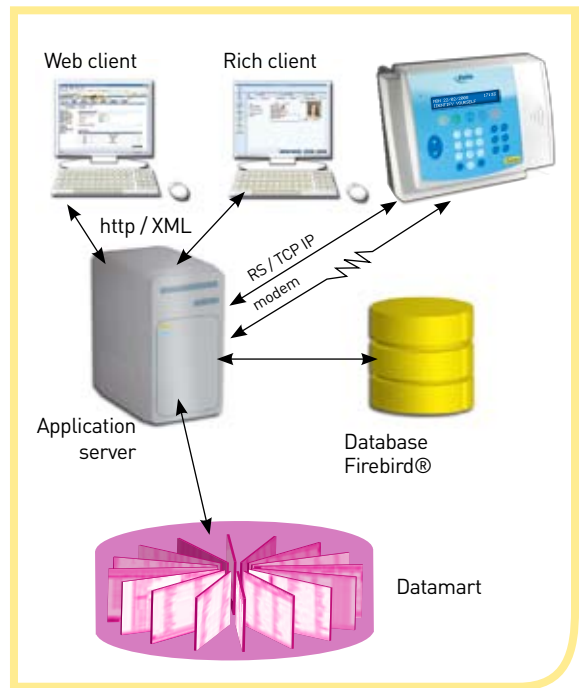 Web client
Rich client
http / XML
RS / TCP IP
modem
Application
server
Database
Firebird®
Datamart